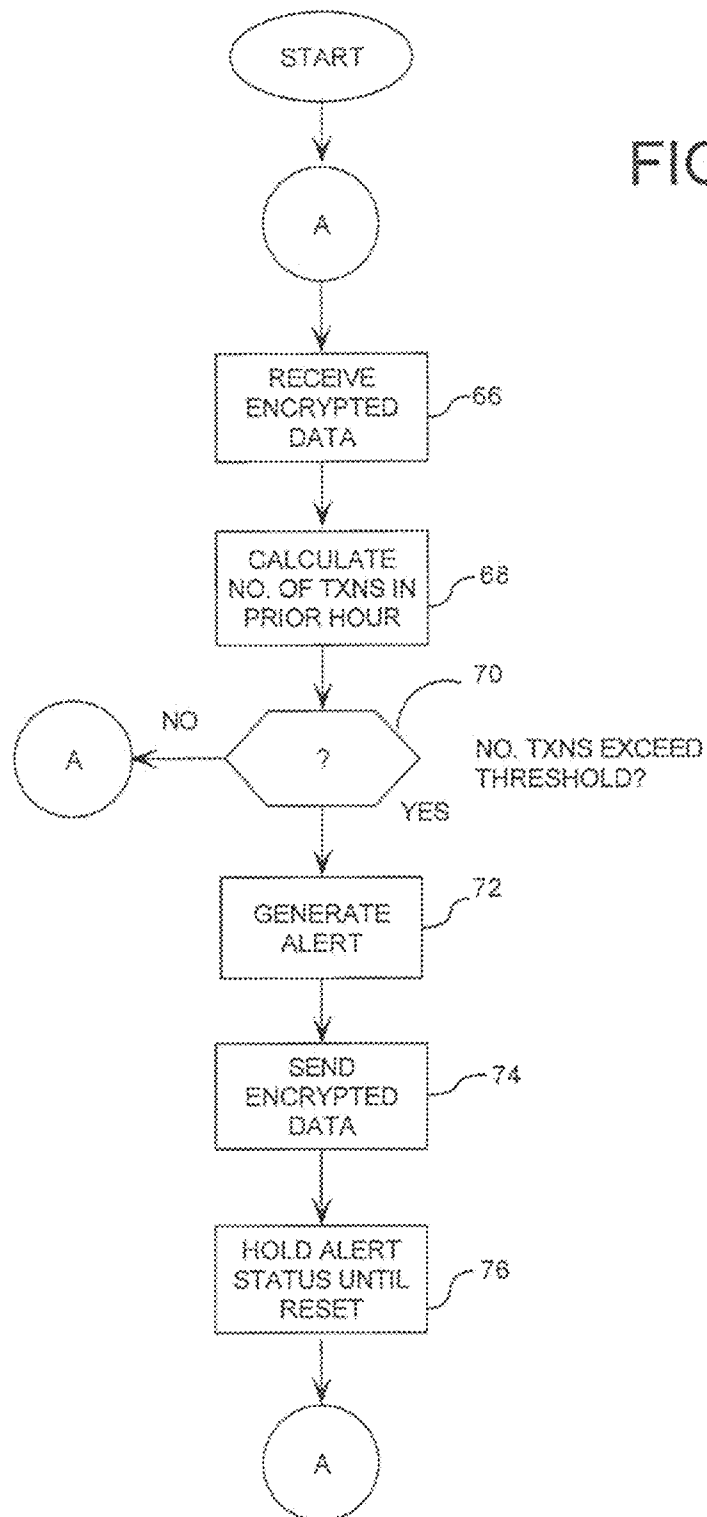 START
FIG
A
RECEIVE
ENCRYPTED
DATA
66
CALCULATE
NO. OF TXNS IN
PRIOR HOUR
68
70
NO
A
?
NO. TXNS EXCEED
THRESHOLD?
YES
GENERATE
ALERT
72
SEND
ENCRYPTED
DATA
74
HOLD ALERT
STATUS UNTIL
RESET
76
A